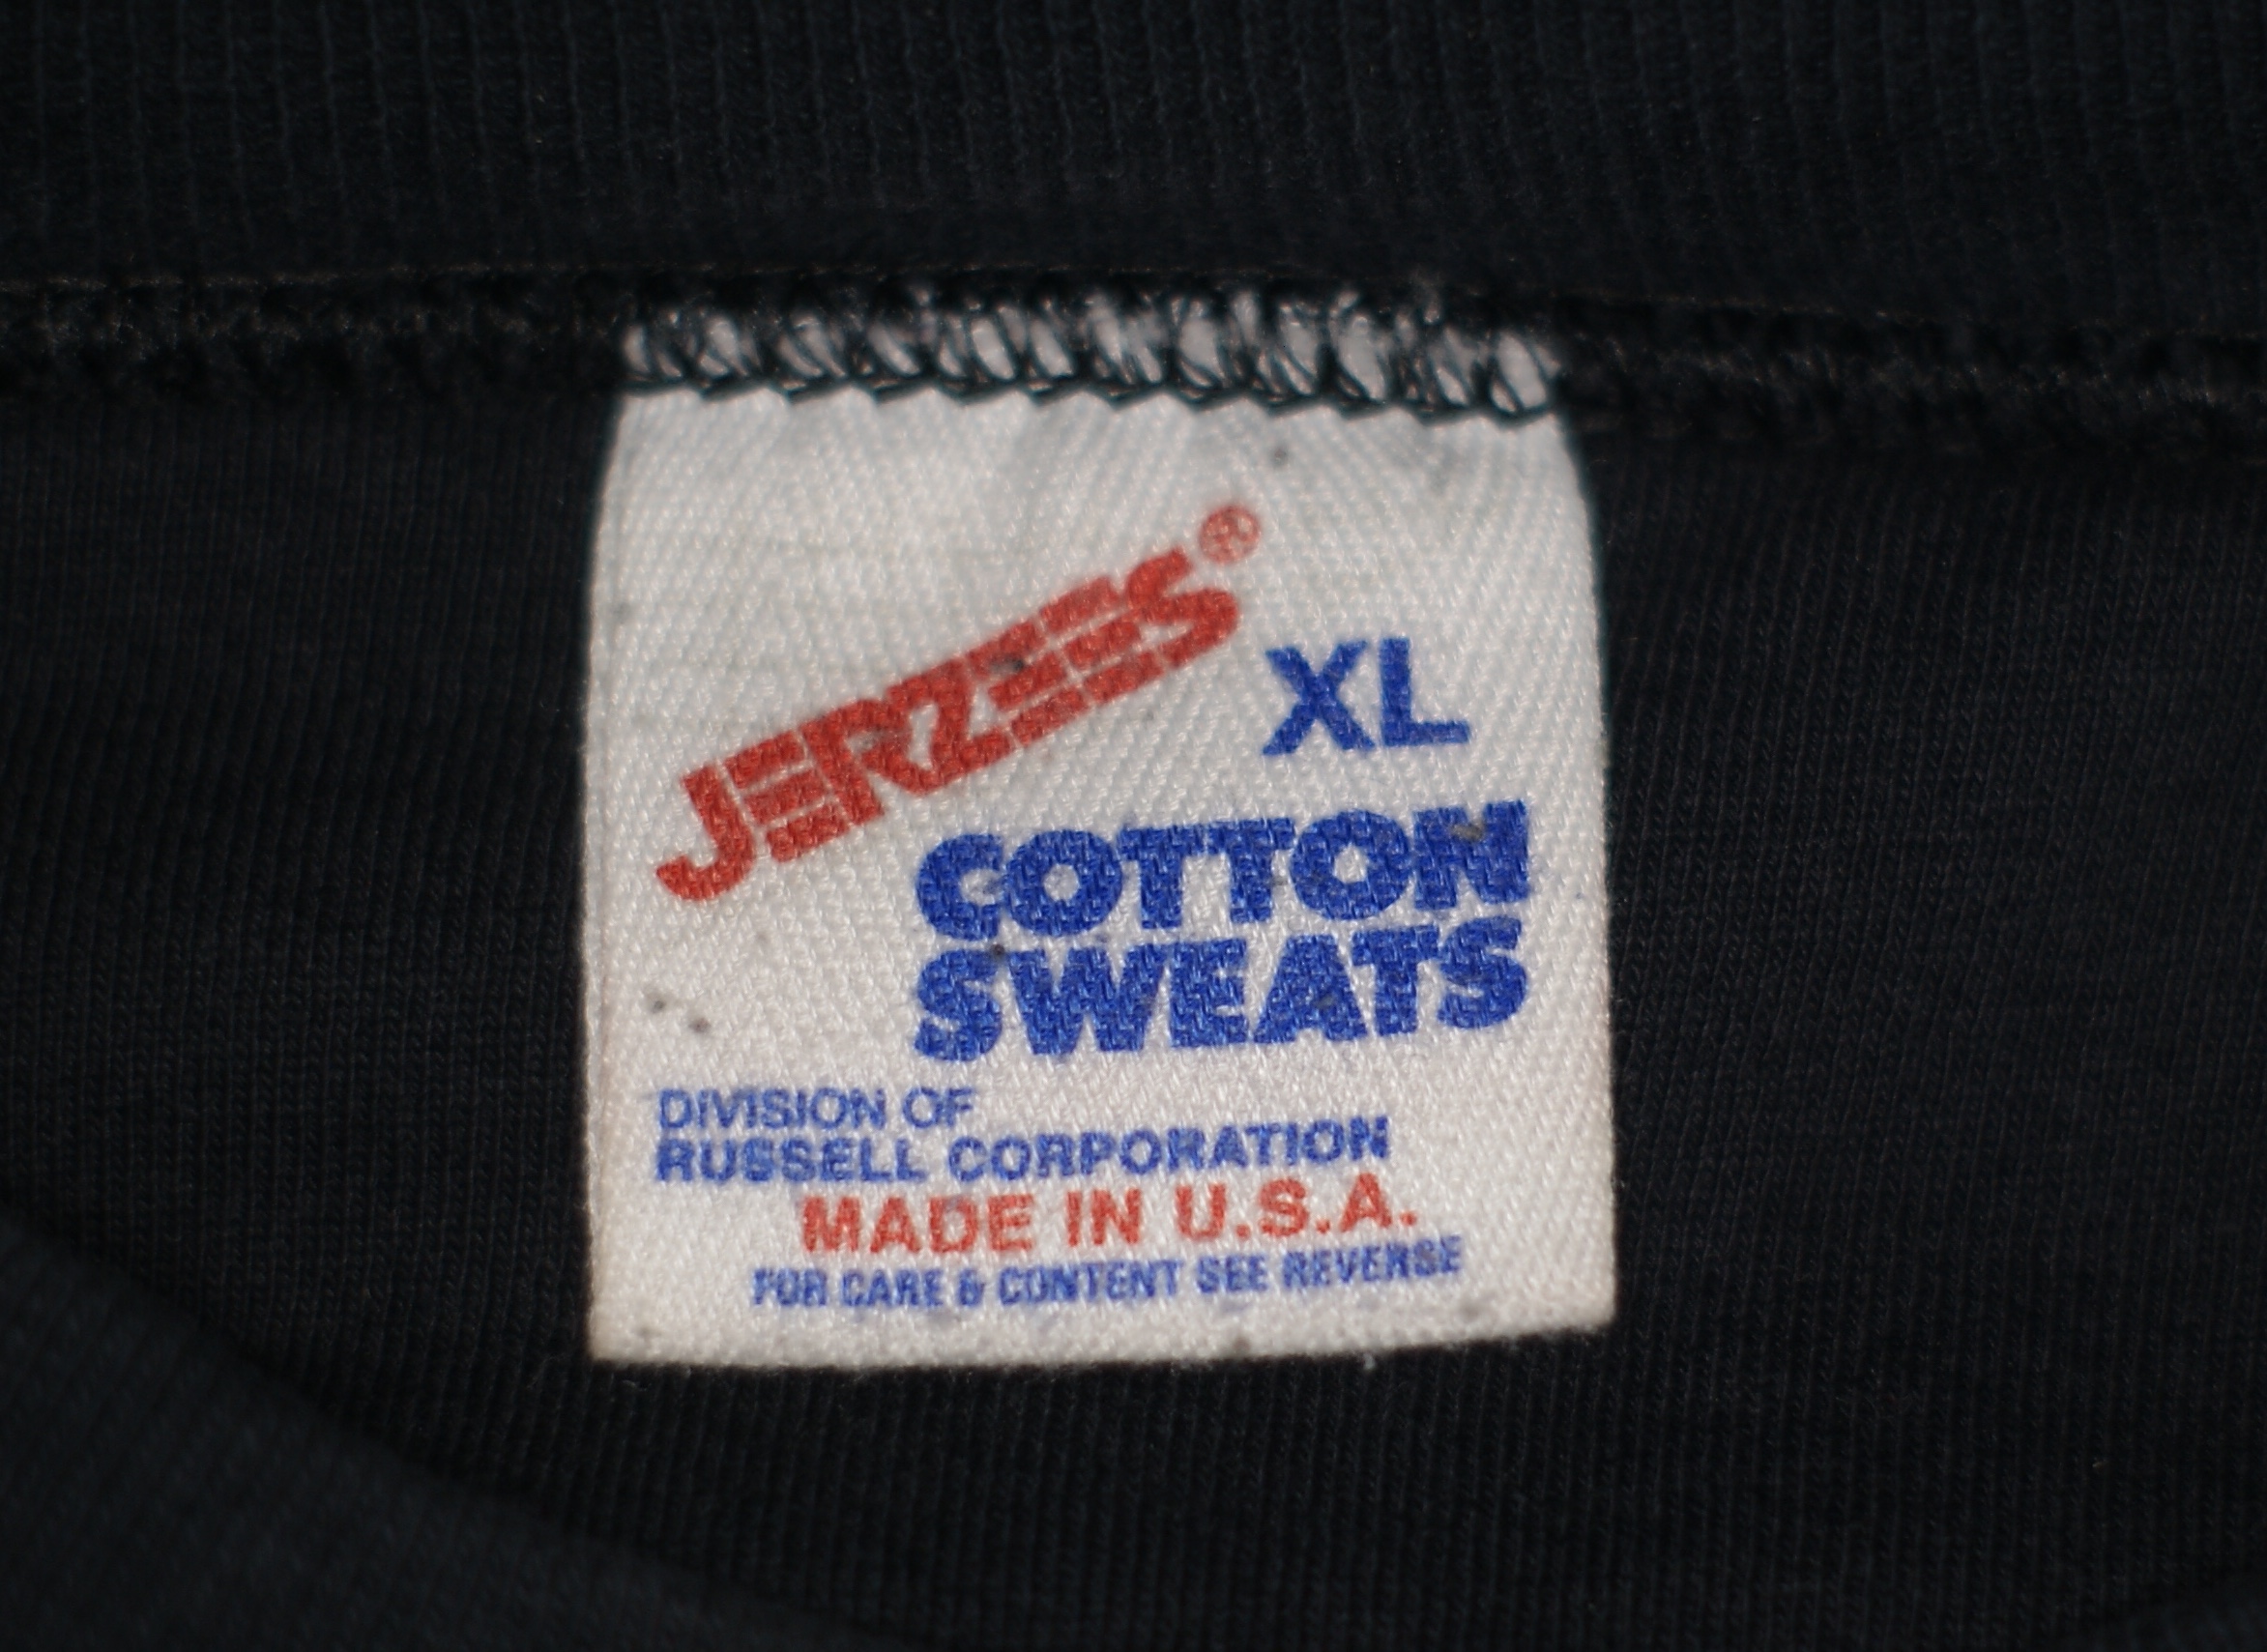 JERZEES®
XL
COTTON
SWEATS
DIVISION OF
RUSSELL CORPORATION
MADE IN U.S.A.
FOR CARE & CONTENT SEE REVERSE